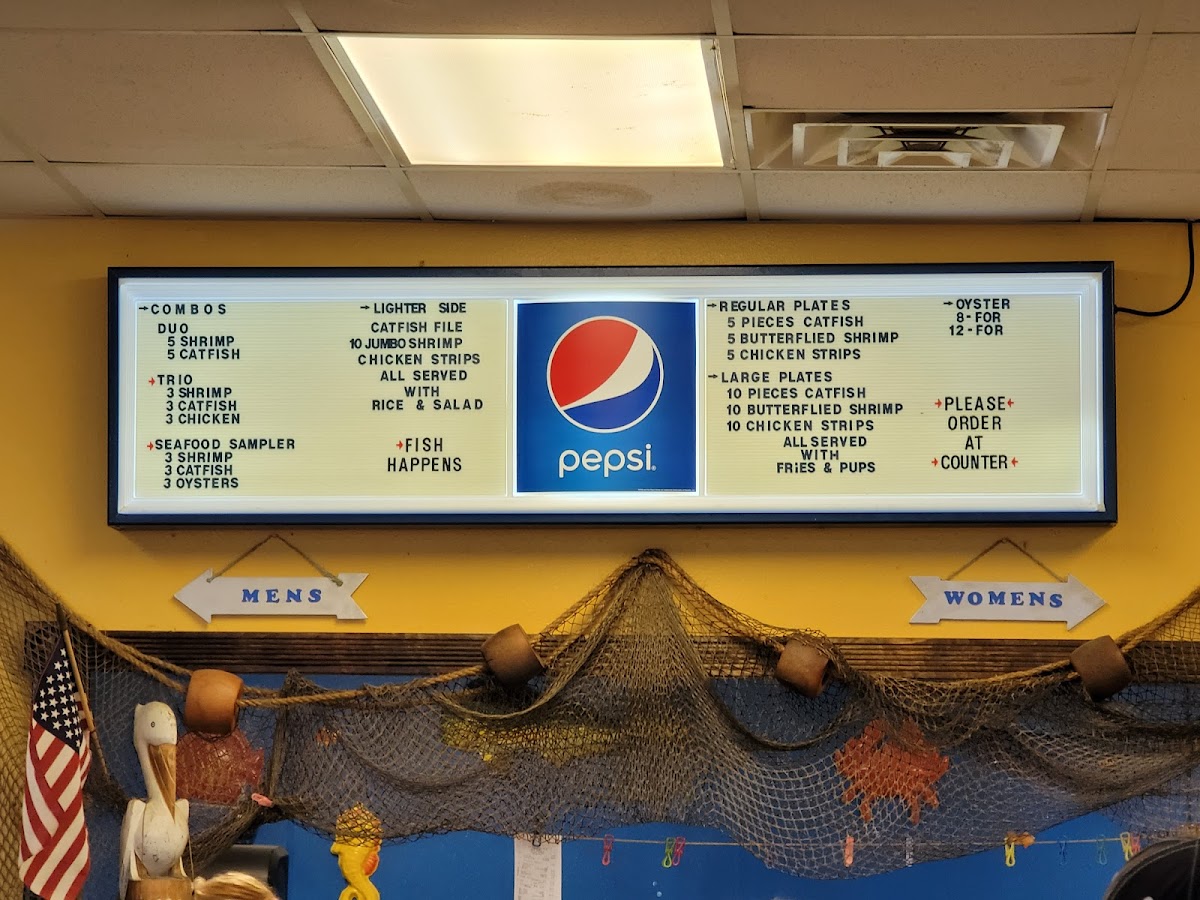 →COMBOS
DUO
5 SHRIMP
5 CATFISH
→TRIO
3 SHRIMP
3 CATFISH
3 CHICKEN
→SEAFOOD SAMPLER
3 SHRIMP
3 CATFISH
3 OYSTERS
→LIGHTER SIDE
CATFISH FILE
10 JUMBO SHRIMP
CHICKEN STRIPS
ALL SERVED
WITH
RICE & SALAD
→FISH
HAPPENS
pepsi
→REGULAR PLATES
5 PIECES CATFISH
5 BUTTERFLIED SHRIMP
5 CHICKEN STRIPS
→LARGE PLATES
10 PIECES CATFISH
10 BUTTERFLIED SHRIMP
10 CHICKEN STRIPS
ALL SERVED
WITH
FRiES & PUPS
→OYSTER
8-FOR
12-FOR
→PLEASE←
ORDER
AT
→COUNTER←
MENS
WOMENS